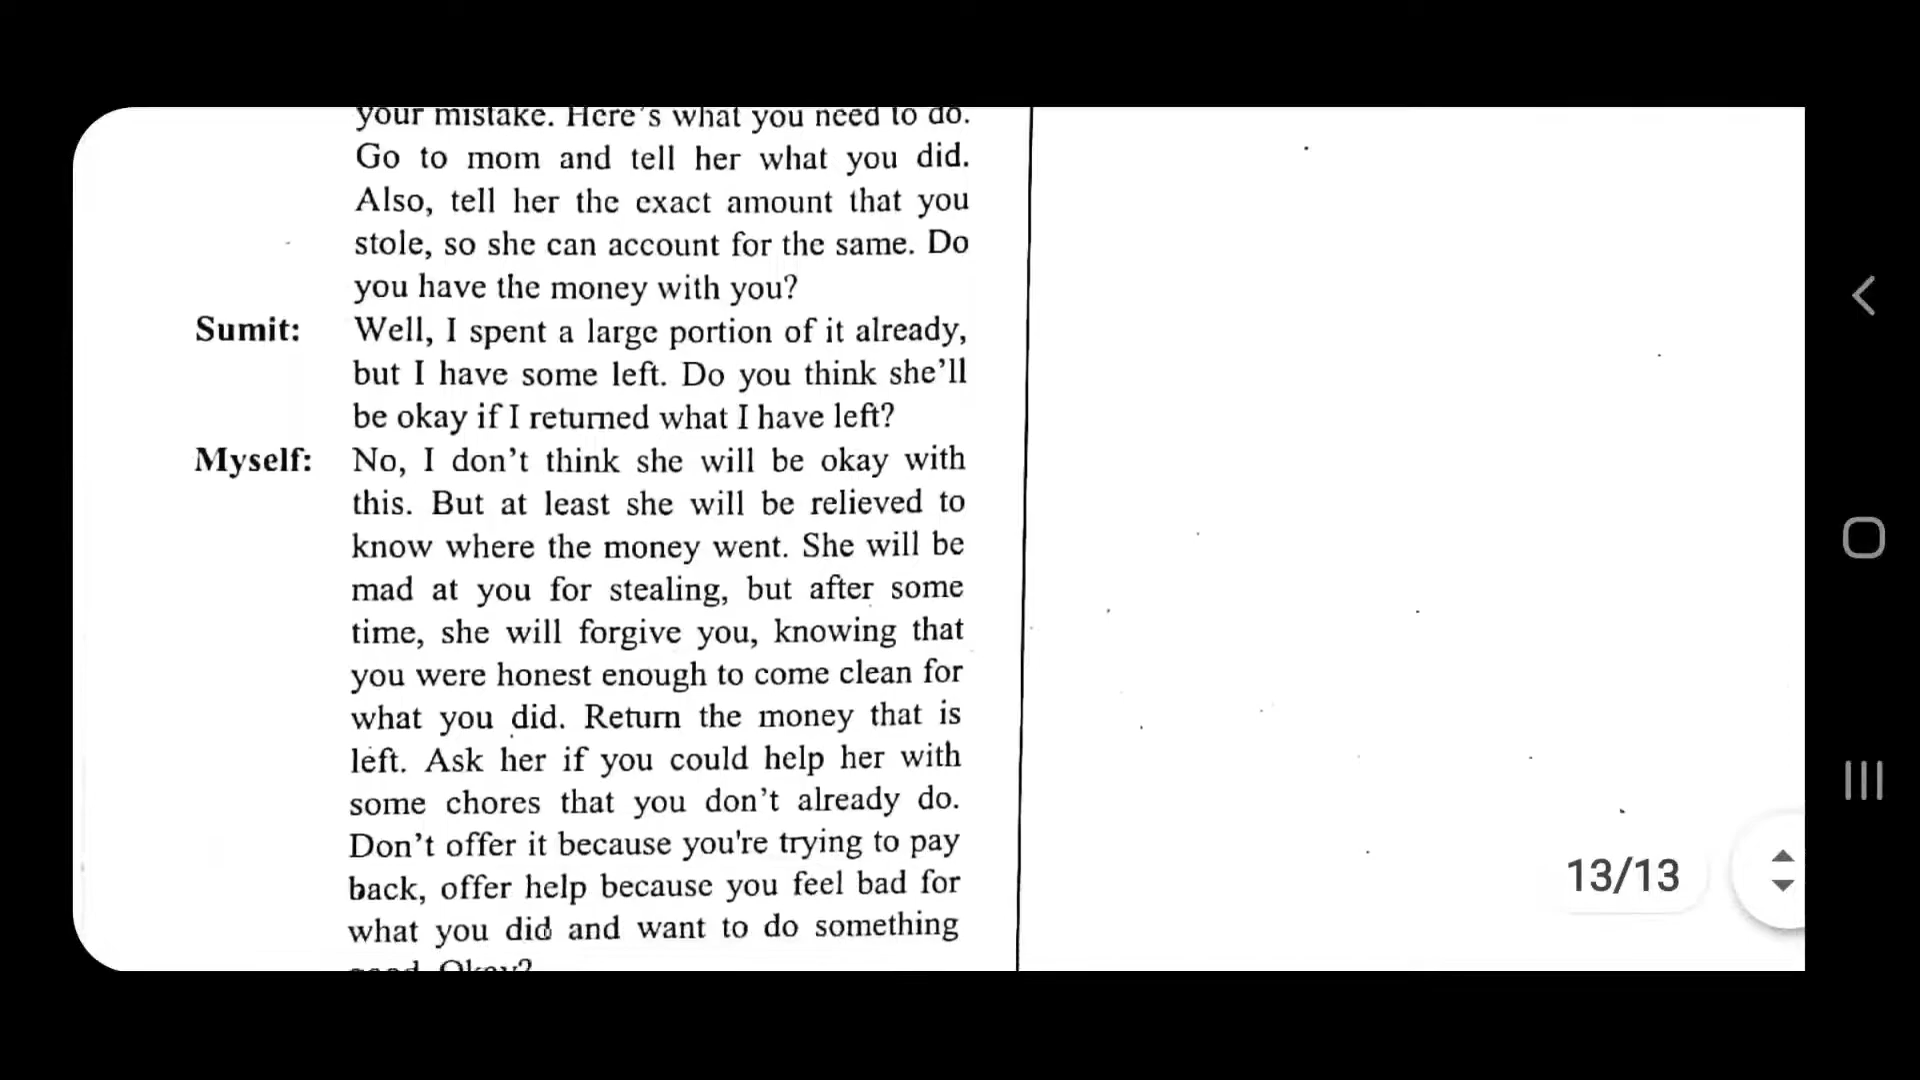 your mistake. Here's what you need to do.
Go to mom and tell her what you did.
Also, tell her the exact amount that you
stole, so she can account for the same. Do
you have the money with you?
Sumit: Well, I spent a large portion of it already,
but I have some left. Do you think she'll
be okay if I returned what I have left?
Myself: No, I don't think she will be okay with
this. But at least she will be relieved to
know where the money went. She will be
mad at you for stealing, but after some
time, she will forgive you, knowing that
you were honest enough to come clean for
what you did. Return the money that is
left. Ask her if you could help her with
some chores that you don't already do.
Don't offer it because you're trying to pay
back, offer help because you feel bad for
what you did and want to do something
good. Okay?
13/13